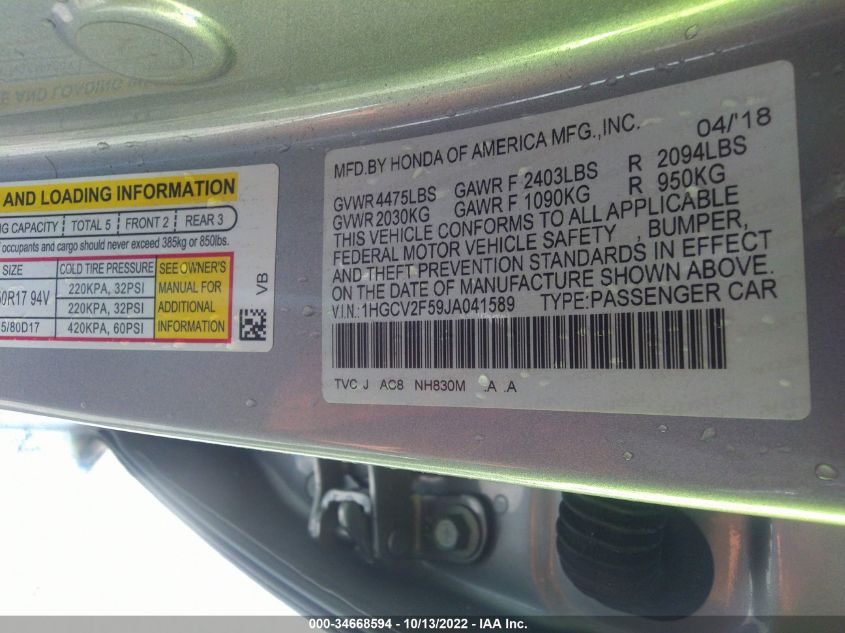 AND LOADING INFORMATION
NG CAPACITY TOTAL 5 FRONT 2 REAR 3
occupants and cargo should never exceed 385kg or 850lbs.
SIZE COLD TIRE PRESSURE SEE OWNER'S
MANUAL FOR
ADDITIONAL
INFORMATION
0R17 94V 220KPA, 32PSI
220KPA, 32PSI
5/80D17 420KPA, 60PSI
VB
MFD.BY HONDA OF AMERICA MFG.,INC. 04/'18
GVWR 4475LBS GAWR F 2403LBS R 2094LBS
GVWR 2030KG GAWR F 1090KG R 950KG
THIS VEHICLE CONFORMS TO ALL APPLICABLE
FEDERAL MOTOR VEHICLE SAFETY , BUMPER,
AND THEFT PREVENTION STANDARDS IN EFFECT
ON THE DATE OF MANUFACTURE SHOWN ABOVE.
V.I.N.:1HGCV2F59JA041589 TYPE:PASSENGER CAR
TVC J AC8 NH830M .A .A
000-34668594 - 10/13/2022 - IAA Inc.